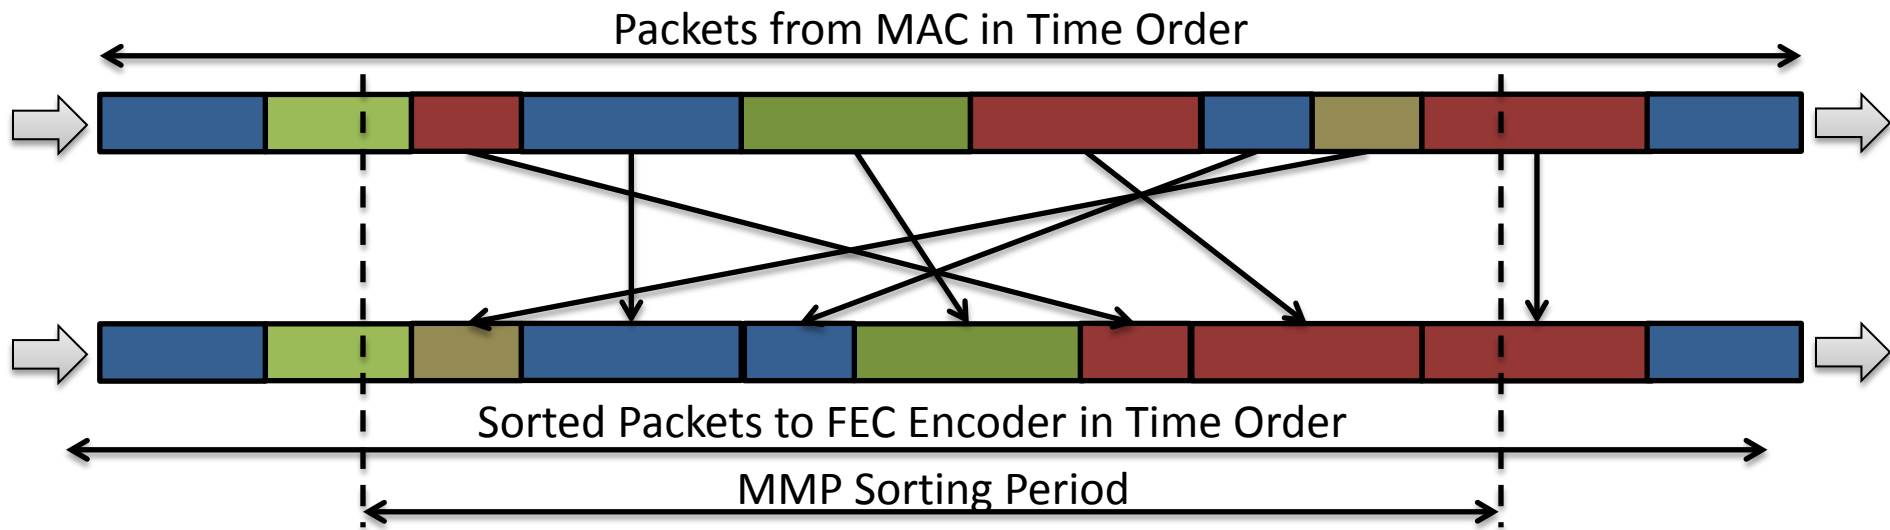 Packets from MAC in Time Order
Sorted Packets to FEC Encoder in Time Order
MMP Sorting Period